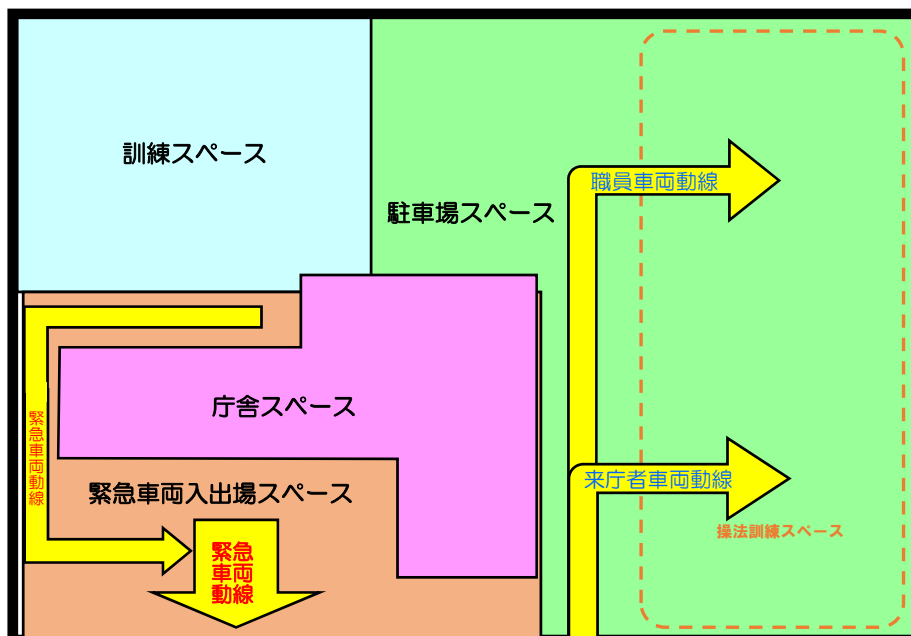 訓練スペース
職員車両動線
駐車場スペース
庁舎スペース
緊急車両動線
来庁者車両動線
緊急車両入出場スペース
操法訓練スペース
緊急
車両
動線